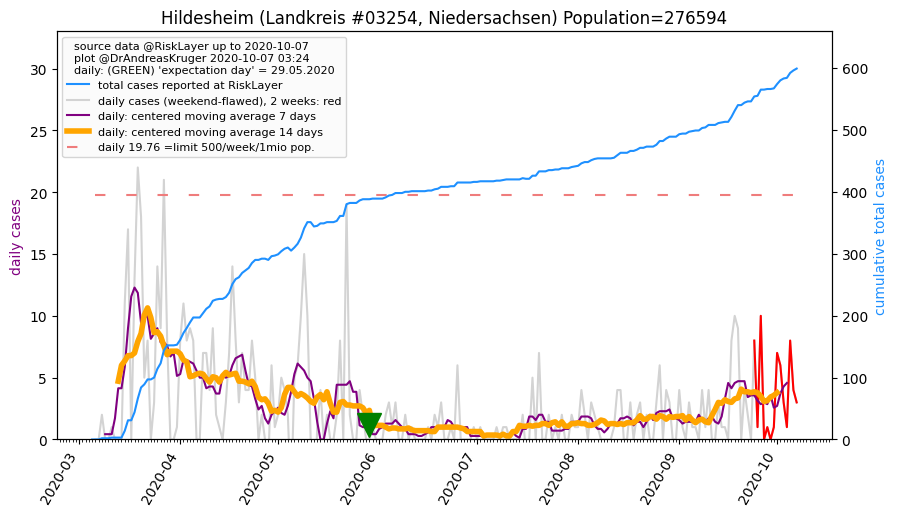 Hildesheim (Landkreis #03254, Niedersachsen) Population=276594
source data @RiskLayer up to 2020-10-07
plot @DrAndreasKruger 2020-10-07 03:24
daily: (GREEN) 'expectation day' = 29.05.2020
total cases reported at RiskLayer
daily cases (weekend-flawed), 2 weeks: red
daily: centered moving average 7 days
daily: centered moving average 14 days
daily 19.76 =limit 500/week/1mio pop.
daily cases
30
25
20
15
10
5
0
cumulative total cases
600
500
400
300
200
100
0
2020-03
2020-04
2020-05
2020-06
2020-07
2020-08
2020-09
2020-10